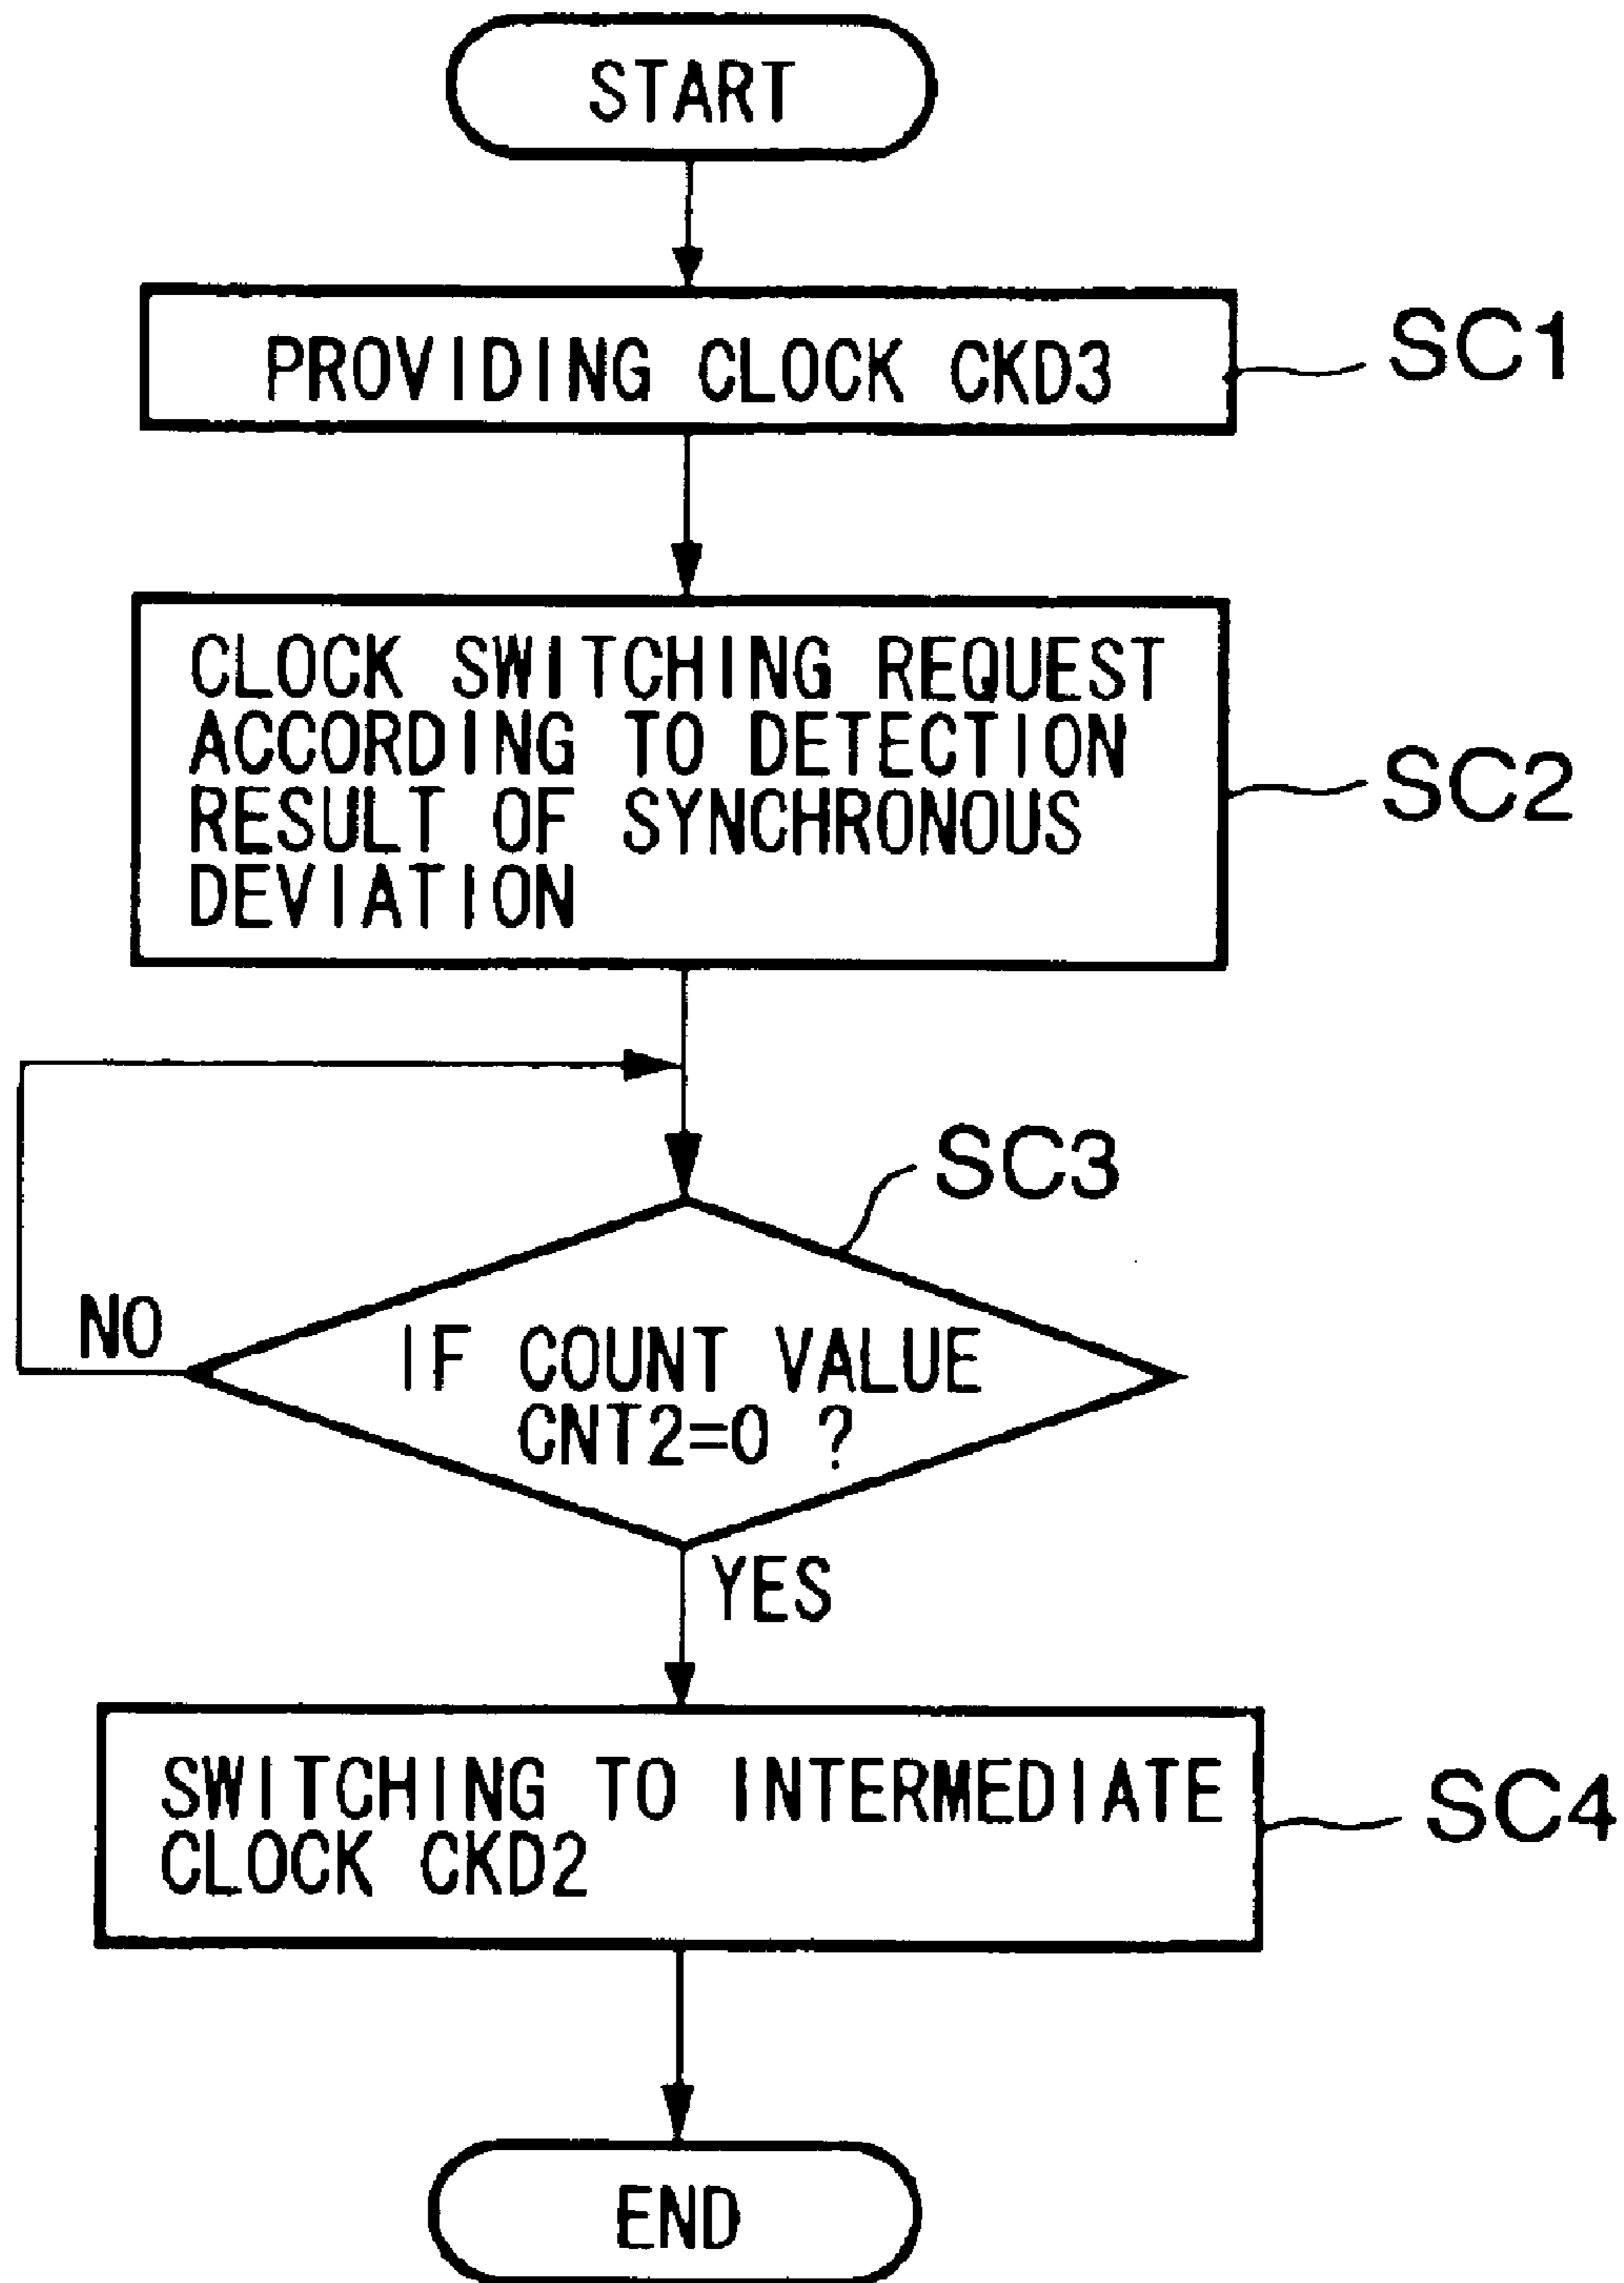 START
PROVIDING CLOCK CKD3
SC1
CLOCK SWITCHING REQUEST
ACCORDING TO DETECTION
RESULT OF SYNCHRONOUS
DEVIATION
SC2
SC3
NO
IF COUNT VALUE
CNT2=0 ?
YES
SWITCHING TO INTERMEDIATE
CLOCK CKD2
SC4
END